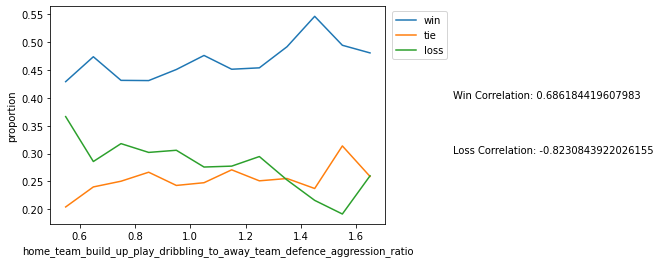 0.55
0.50
0.45
0.40
0.35
0.30
0.25
0.20
proportion
0.6 0.8 1.0 1.2 1.4 1.6
home_team_build_up_play_dribbling_to_away_team_defence_aggression_ratio
win
tie
loss
Win Correlation: 0.686184419607983
Loss Correlation: -0.8230843922026155